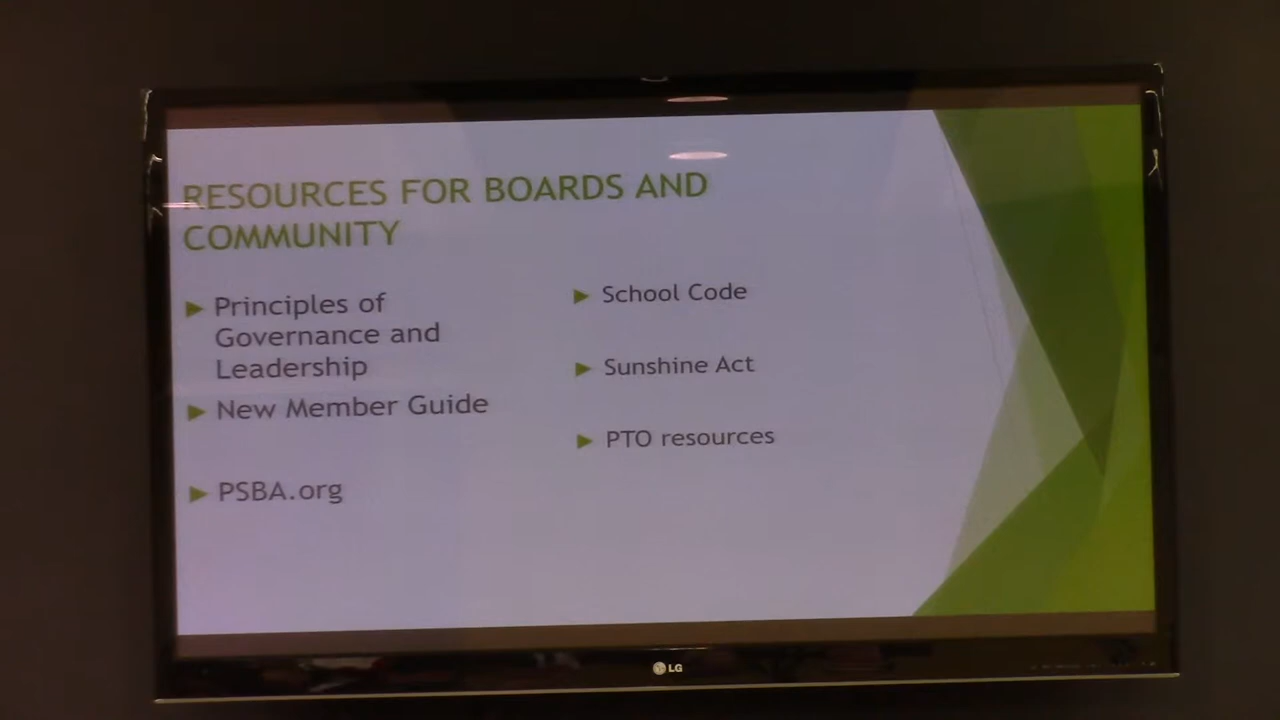 RESOURCES FOR BOARDS AND
COMMUNITY
Principles of
Governance and
Leadership
New Member Guide
PSBA.org
School Code
Sunshine Act
PTO resources
LG